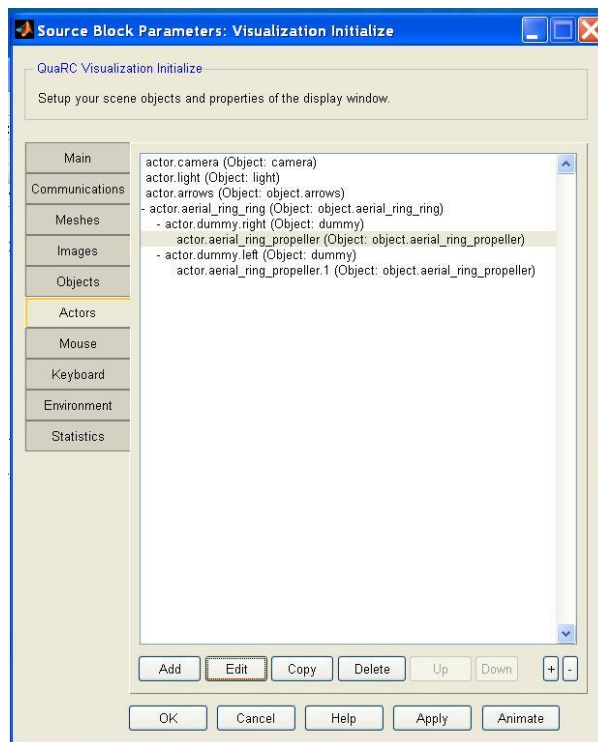 Source Block Parameters: Visualization Initialize
QuaRC Visualization Initialize
Setup your scene objects and properties of the display window.
Main
Communications
Meshes
Images
Objects
Actors
Mouse
Keyboard
Environment
Statistics
actor.camera (Object: camera)
actor.light (Object: light)
actor.arrows (Object: object.arrows)
- actor.aerial_ring_ring (Object: object.aerial_ring_ring)
- actor.dummy.right (Object: dummy)
actor.aerial_ring_propeller (Object: object.aerial_ring_propeller)
- actor.dummy.left (Object: dummy)
actor.aerial_ring_propeller.1 (Object: object.aerial_ring_propeller)
Add Edit Copy Delete Up Down + -
OK Cancel Help Apply Animate